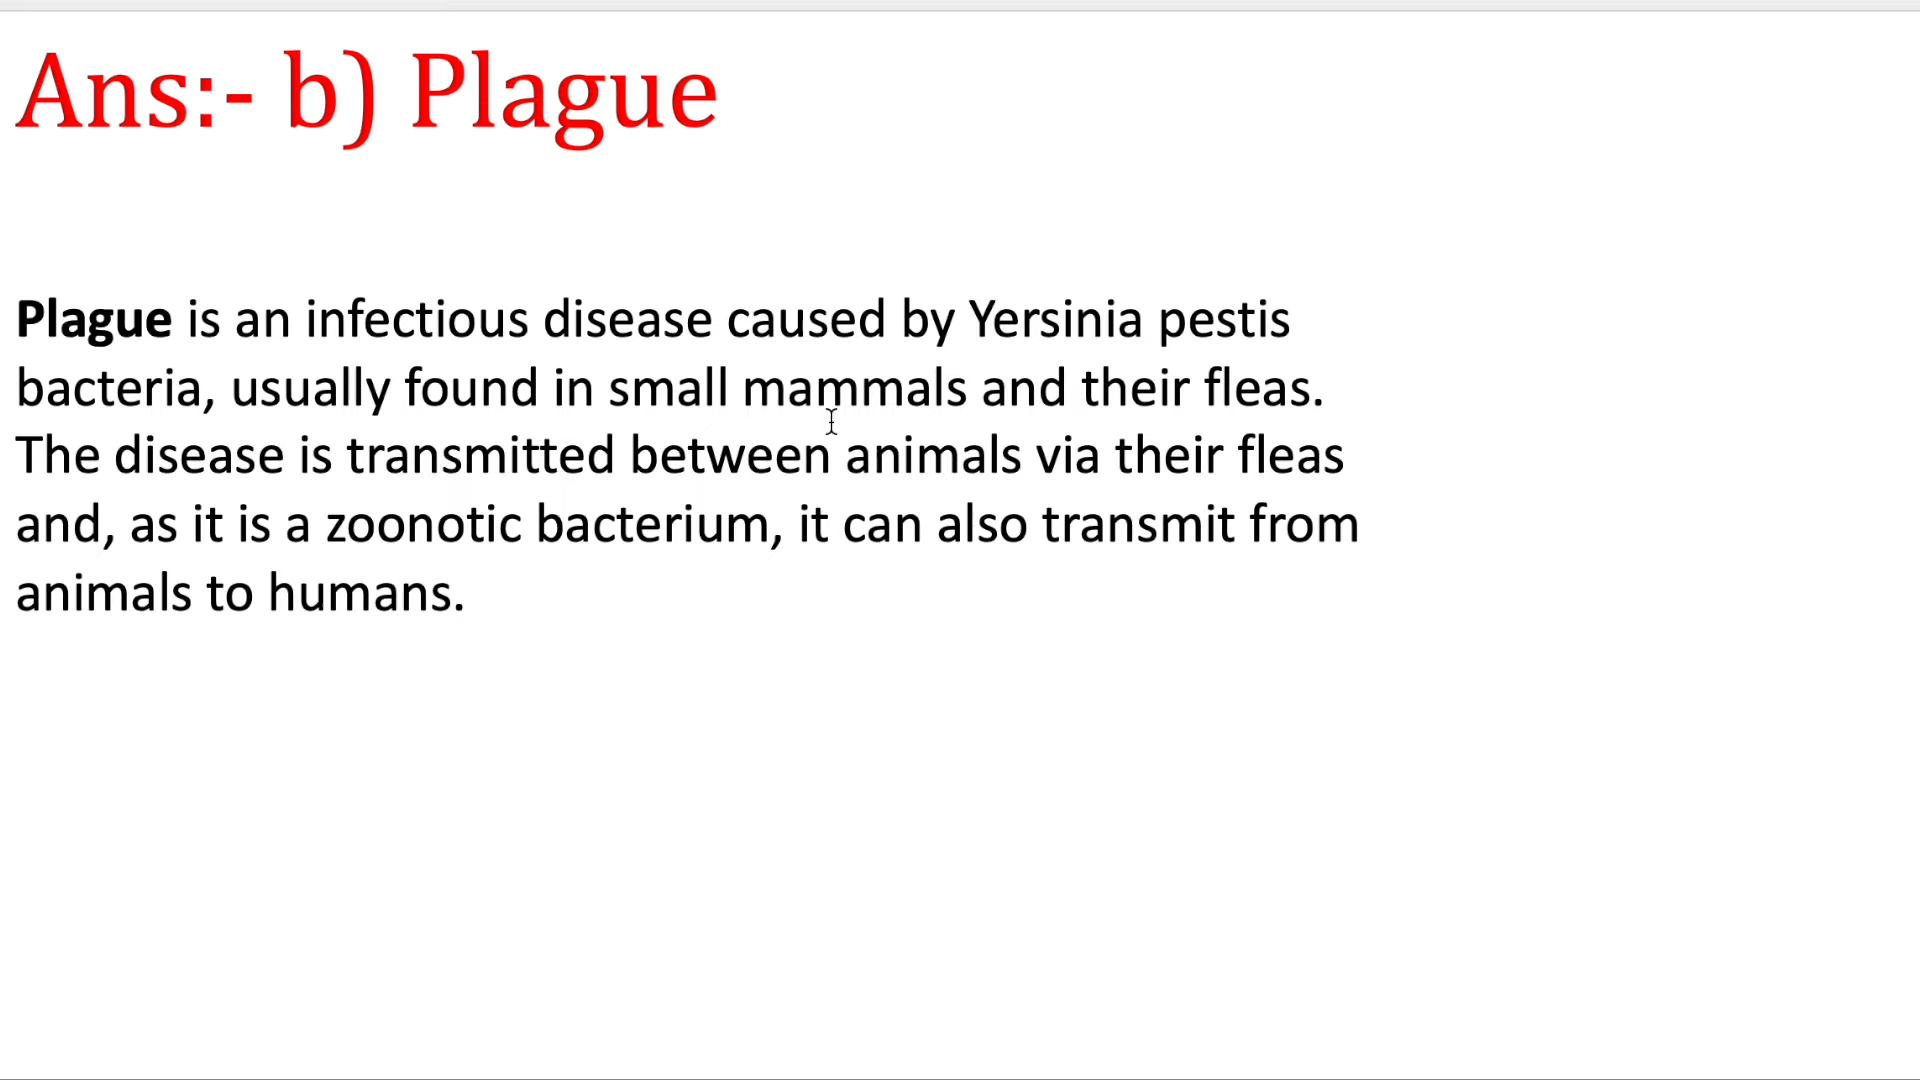 Ans:- b) Plague
Plague is an infectious disease caused by Yersinia pestis
bacteria, usually found in small mammals and their fleas.
The disease is transmitted between animals via their fleas
and, as it is a zoonotic bacterium, it can also transmit from
animals to humans.